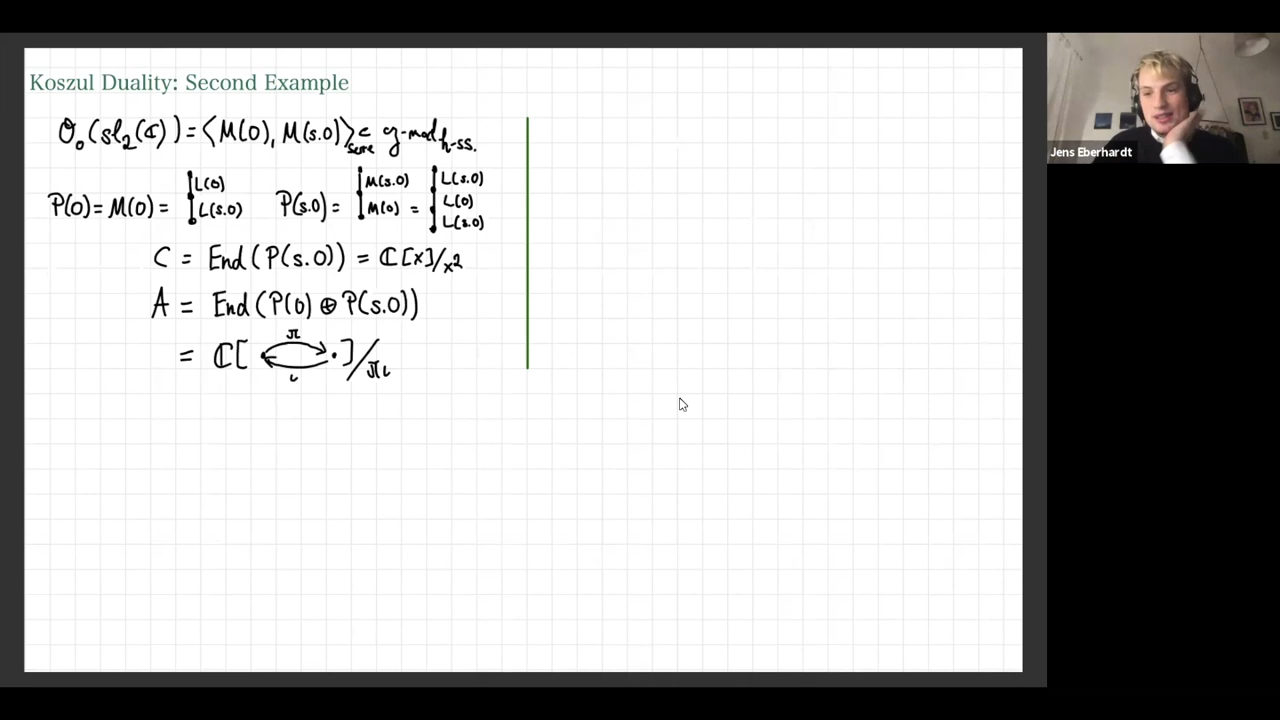 Koszul Duality: Second Example
O₀(sl₂(ℂ)) = ⟨M(0), M(s.0)⟩_Serre ⊂ g-mod_h-ss.
P(0) = M(0) = L(0) L(s.0) P(s.0) = M(s.0) M(0) = L(s.0) L(0) L(s.0)
C = End(P(s.0)) = ℂ[x]/x²
A = End(P(0) ⊕ P(s.0))
= ℂ[ · π ι · ]/πι
Jens Eberhardt